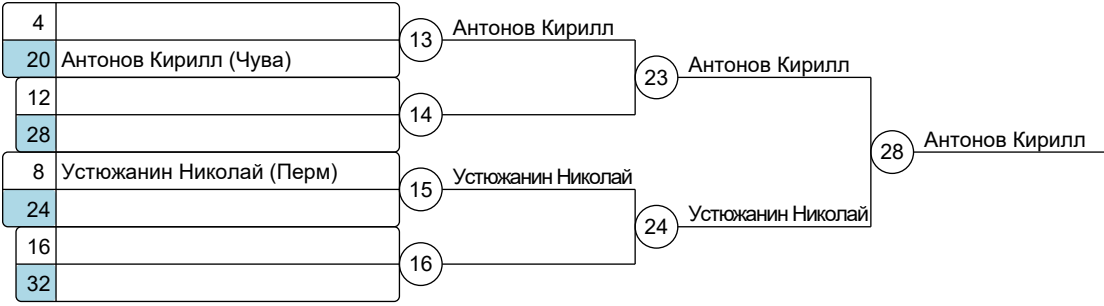 4
20 Антонов Кирилл (Чува)
12
28
8 Устюжанин Николай (Перм)
24
16
32
13 Антонов Кирилл
14
15 Устюжанин Николай
16
23 Антонов Кирилл
24 Устюжанин Николай
28 Антонов Кирилл